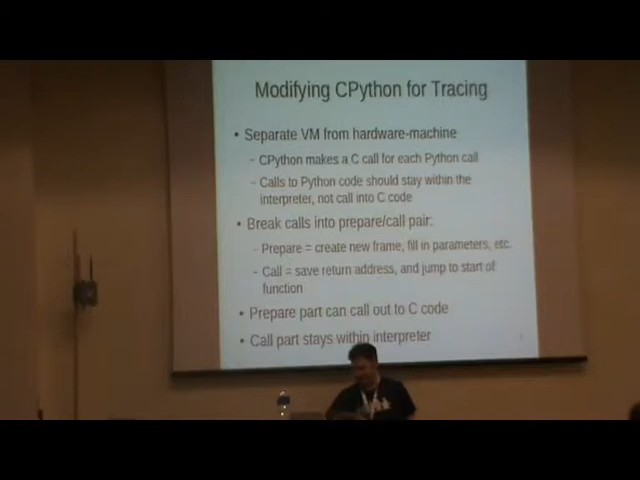 Modifying CPython for Tracing
• Separate VM from hardware-machine
– CPython makes a C call for each Python call
– Calls to Python code should stay within the
interpreter, not call into C code
• Break calls into prepare/call pair:
– Prepare = create new frame, fill in parameters, etc.
– Call = save return address, and jump to start of
function
• Prepare part can call out to C code
• Call part stays within interpreter